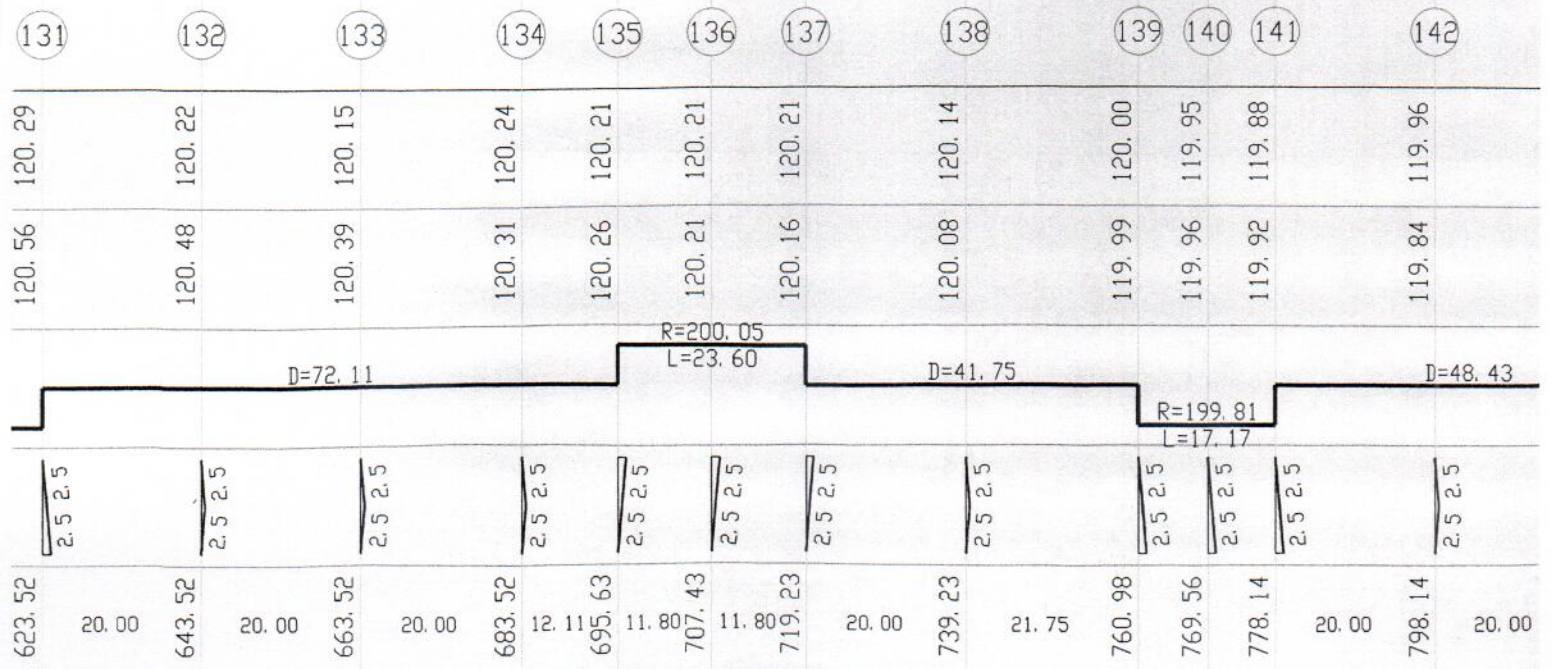 131 132 133 134 135 136 137 138 139 140 141 142
120. 29 120. 22 120. 15 120. 24 120. 21 120. 21 120. 21 120. 14 120. 00 119. 95 119. 88 119. 96
120. 56 120. 48 120. 39 120. 31 120. 26 120. 21 120. 16 120. 08 119. 99 119. 96 119. 92 119. 84
R=200. 05
L=23. 60
D=72. 11 D=41. 75 D=48. 43
R=199. 81
L=17. 17
2. 5 2. 5 2. 5 2. 5 2. 5 2. 5 2. 5 2. 5 2. 5 2. 5 2. 5 2. 5
2. 5 2. 5 2. 5 2. 5 2. 5 2. 5 2. 5 2. 5 2. 5 2. 5 2. 5 2. 5
623. 52 20. 00 643. 52 20. 00 663. 52 20. 00 683. 52 12. 11 695. 63 11. 80 707. 43 11. 80 719. 23 20. 00 739. 23 21. 75 760. 98 769. 56 778. 14 20. 00 798. 14 20. 00